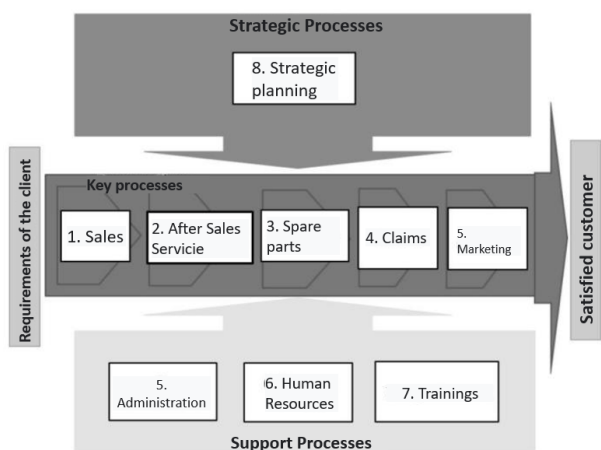 Strategic Processes
8. Strategic
planning
Requirements of the client
Key processes
1. Sales
2. After Sales
Servicie
3. Spare
parts
4. Claims
5.
Marketing
Satisfied customer
5.
Administration
6. Human
Resources
7. Trainings
Support Processes